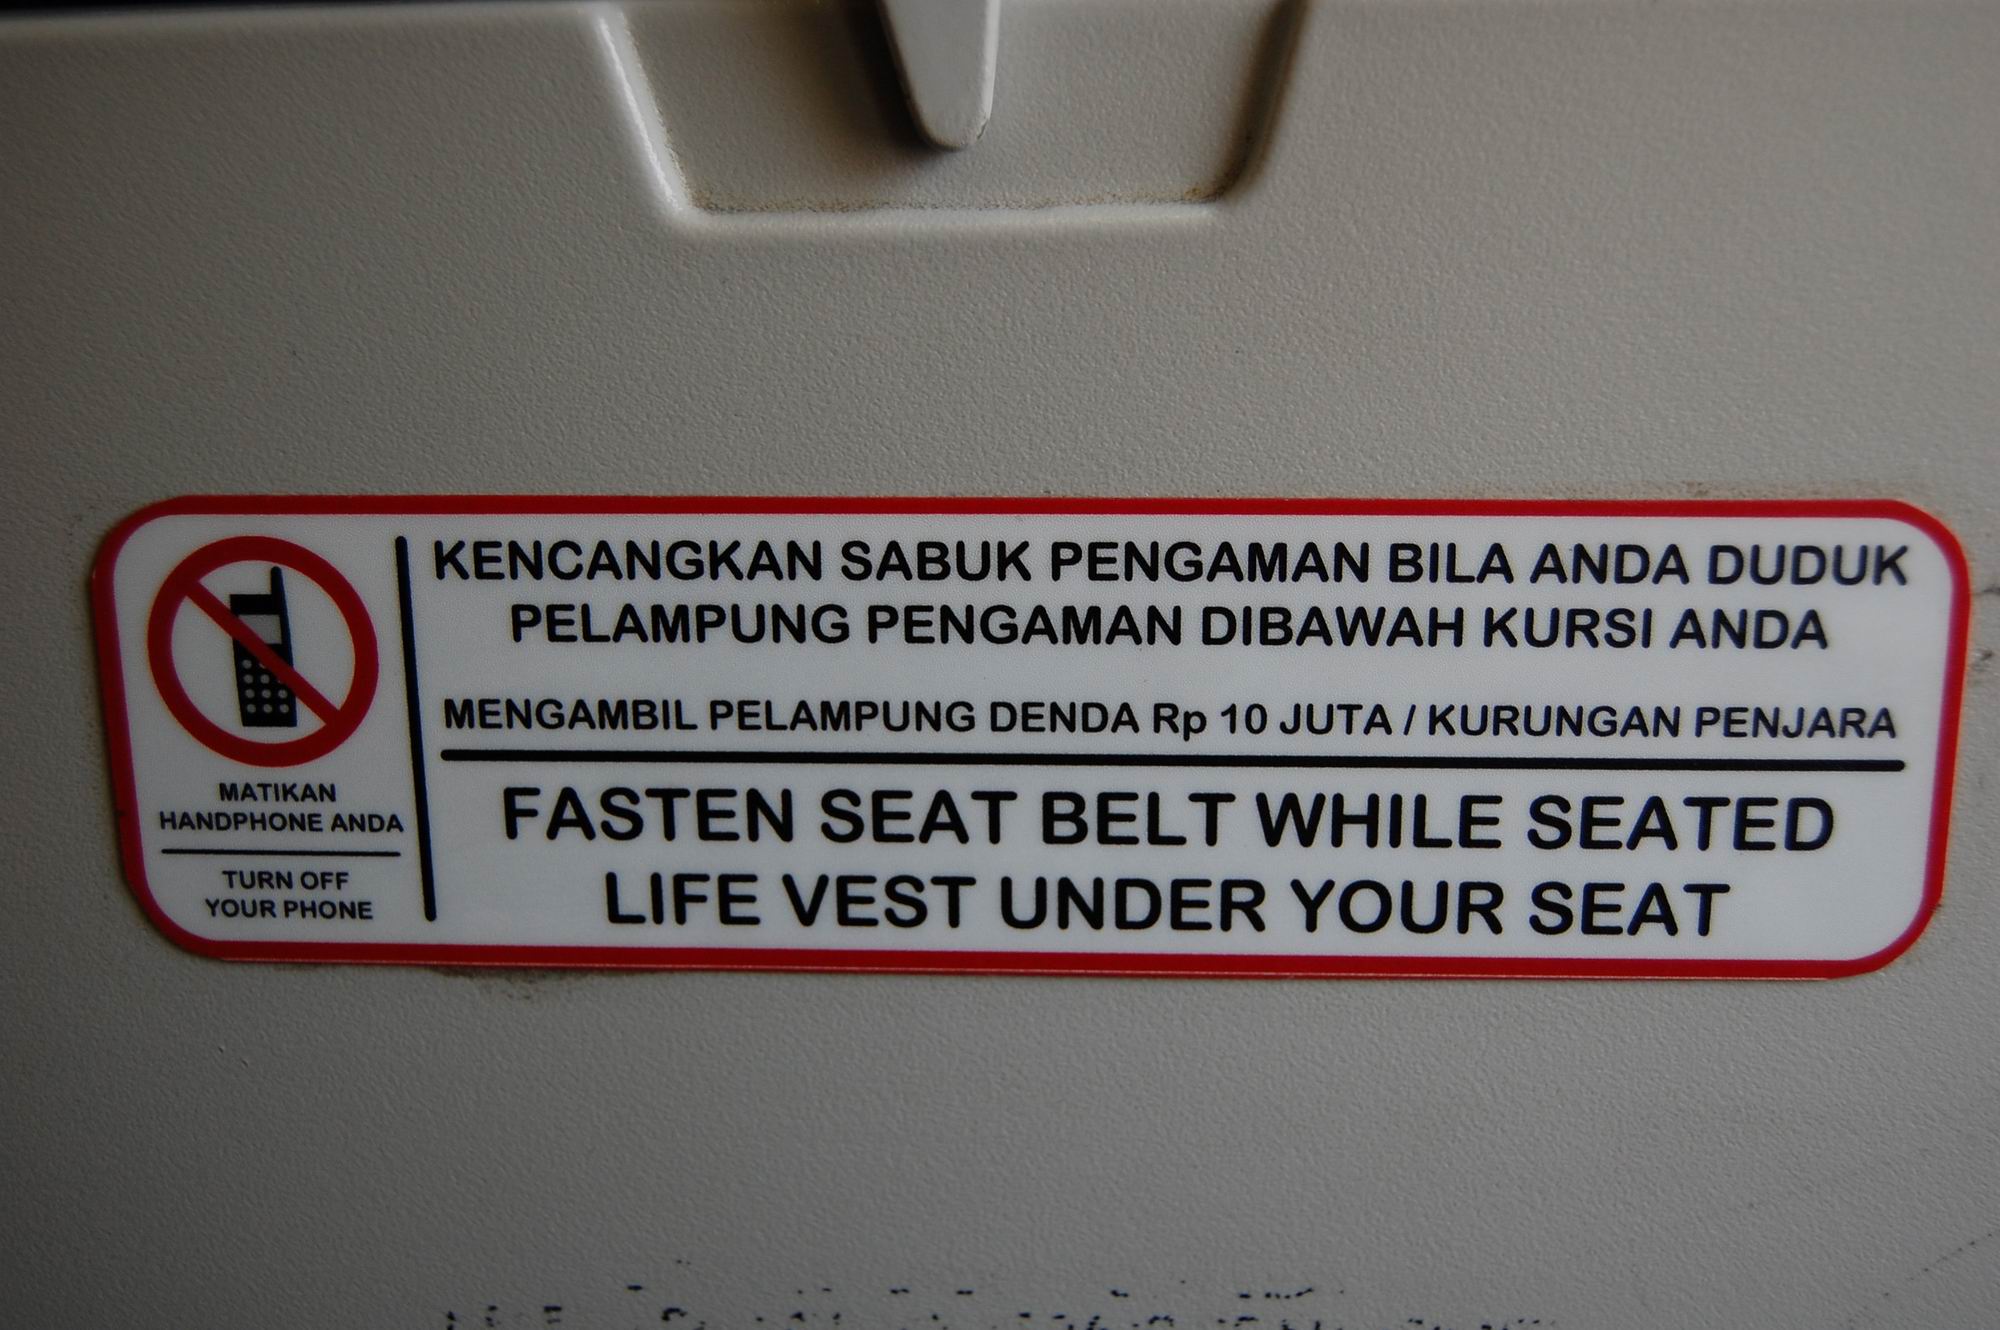 MATIKAN
HANDPHONE ANDA
TURN OFF
YOUR PHONE
KENCANGKAN SABUK PENGAMAN BILA ANDA DUDUK
PELAMPUNG PENGAMAN DIBAWAH KURSI ANDA
MENGAMBIL PELAMPUNG DENDA Rp 10 JUTA / KURUNGAN PENJARA
FASTEN SEAT BELT WHILE SEATED
LIFE VEST UNDER YOUR SEAT